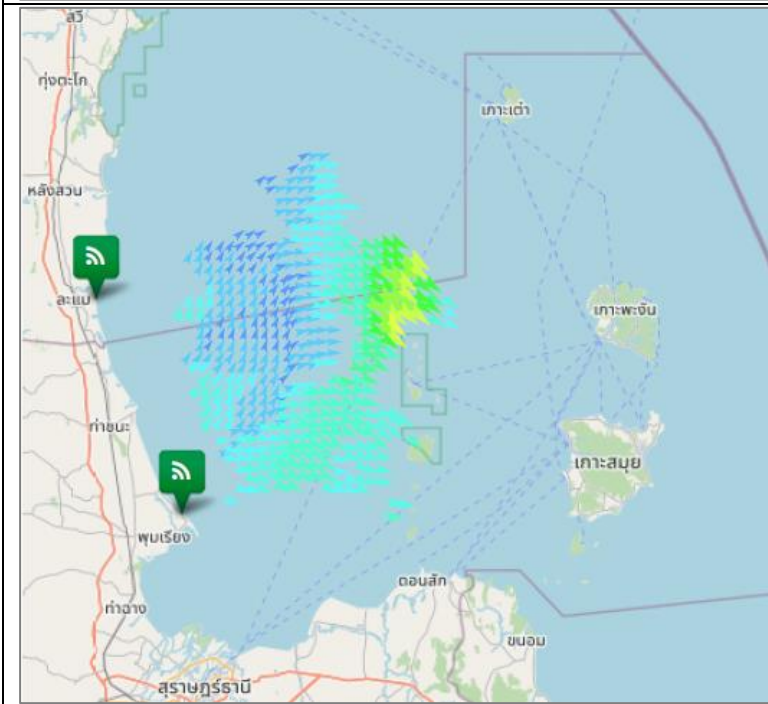 สวี
ทุ่งตะโก
เกาะเต่า
หลังสวน
ละแม
เกาะพะงัน
ท่าชนะ
เกาะสมุย
พุมเรียง
ดอนสัก
ท่าฉาง
ขนอม
สุราษฎร์ธานี